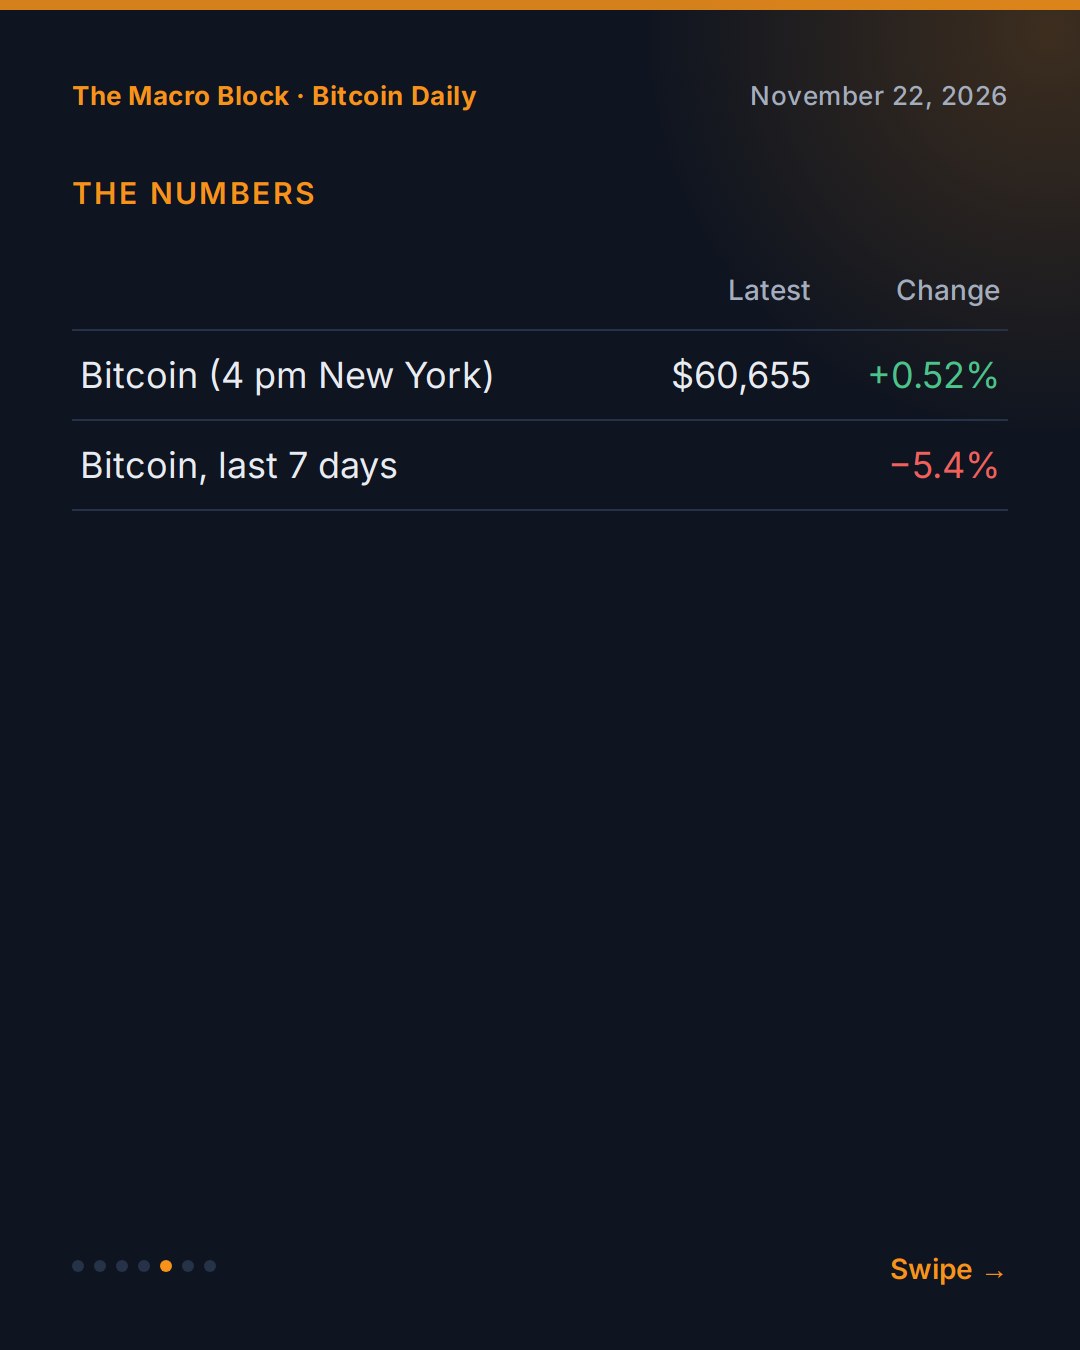 The Macro Block · Bitcoin Daily November 22, 2026
THE NUMBERS
Latest Change
Bitcoin (4 pm New York) $60,655 +0.52%
Bitcoin, last 7 days −5.4%
Swipe →